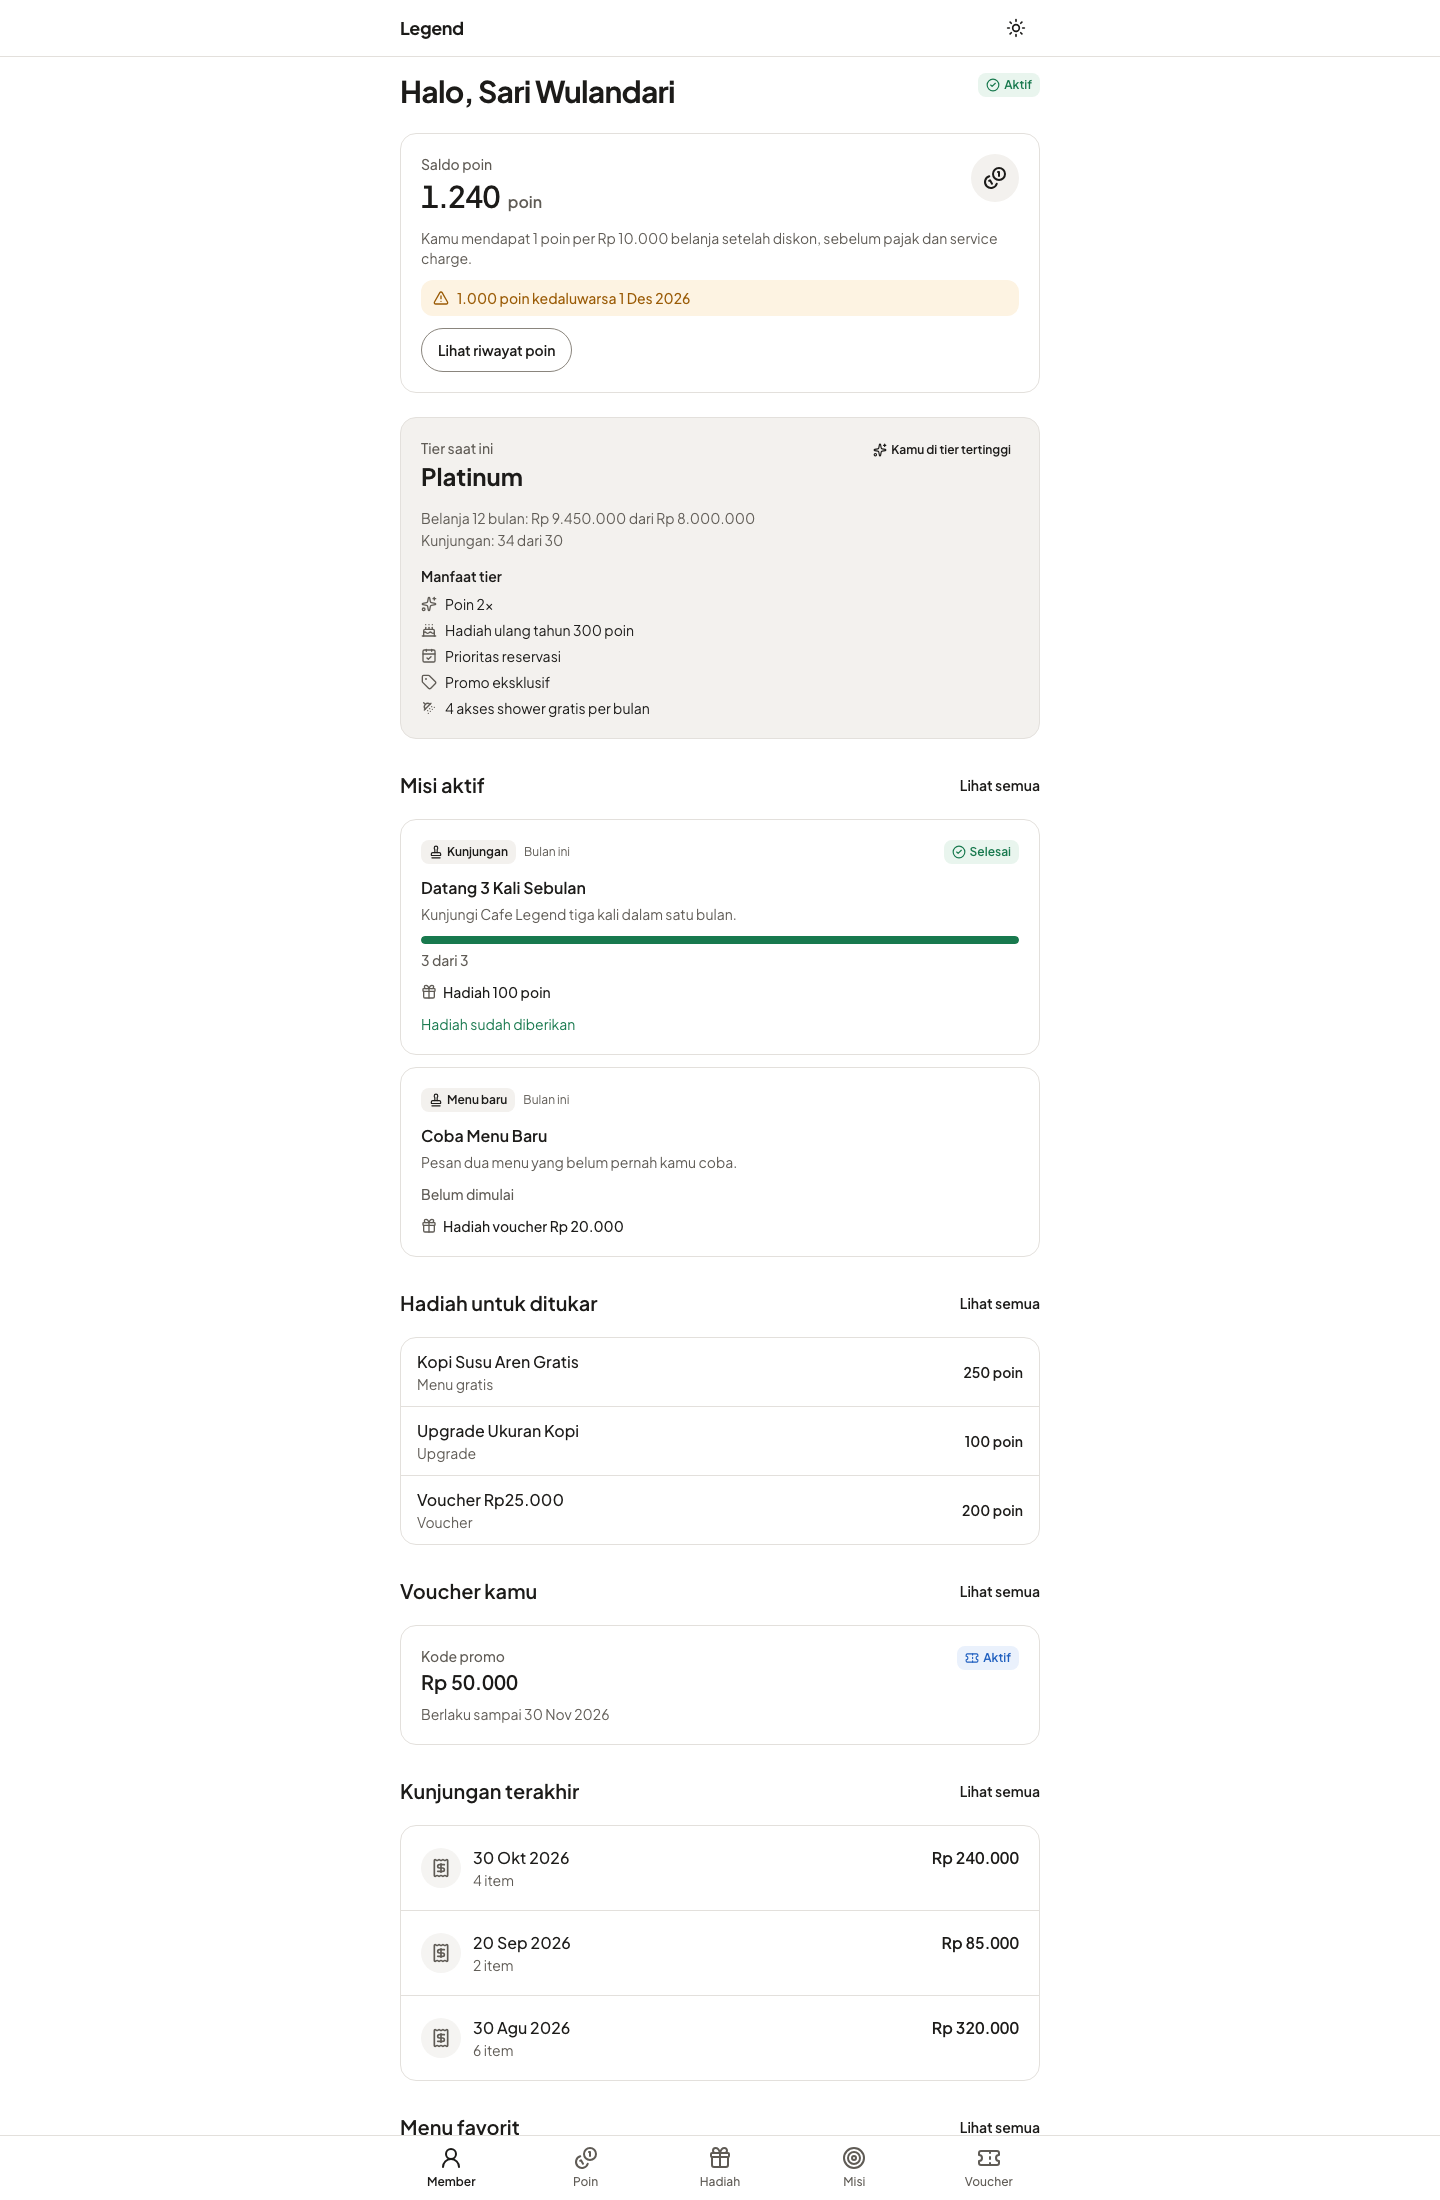 Legend
Halo, Sari Wulandari
Aktif
Saldo poin
1.240 poin
Kamu mendapat 1 poin per Rp 10.000 belanja setelah diskon, sebelum pajak dan service
charge.
1.000 poin kedaluwarsa 1 Des 2026
Lihat riwayat poin
Tier saat ini
Kamu di tier tertinggi
Platinum
Belanja 12 bulan: Rp 9.450.000 dari Rp 8.000.000
Kunjungan: 34 dari 30
Manfaat tier
Poin 2×
Hadiah ulang tahun 300 poin
Prioritas reservasi
Promo eksklusif
4 akses shower gratis per bulan
Misi aktif
Lihat semua
Kunjungan
Bulan ini
Selesai
Datang 3 Kali Sebulan
Kunjungi Cafe Legend tiga kali dalam satu bulan.
3 dari 3
Hadiah 100 poin
Hadiah sudah diberikan
Menu baru
Bulan ini
Coba Menu Baru
Pesan dua menu yang belum pernah kamu coba.
Belum dimulai
Hadiah voucher Rp 20.000
Hadiah untuk ditukar
Lihat semua
Kopi Susu Aren Gratis
Menu gratis
250 poin
Upgrade Ukuran Kopi
Upgrade
100 poin
Voucher Rp25.000
Voucher
200 poin
Voucher kamu
Lihat semua
Kode promo
Aktif
Rp 50.000
Berlaku sampai 30 Nov 2026
Kunjungan terakhir
Lihat semua
30 Okt 2026
Rp 240.000
4 item
20 Sep 2026
Rp 85.000
2 item
30 Agu 2026
Rp 320.000
6 item
Menu favorit
Lihat semua
Member
Poin
Hadiah
Misi
Voucher